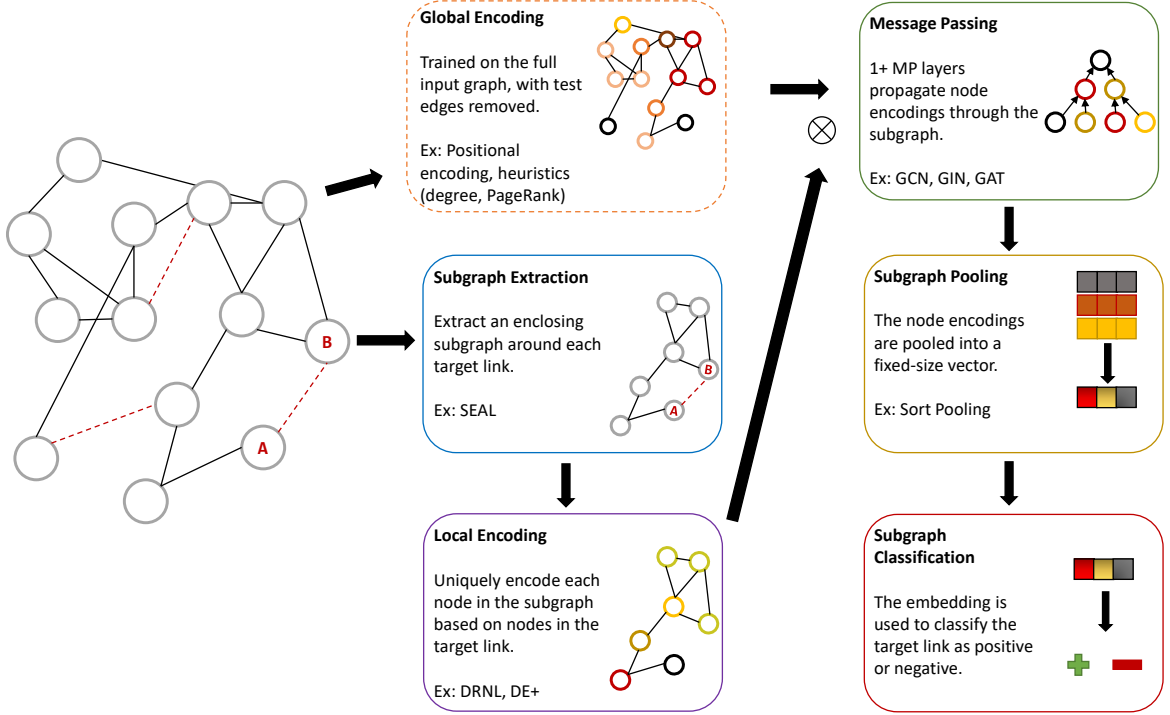 Global Encoding
Trained on the full
input graph, with test
edges removed.
Ex: Positional
encoding, heuristics
(degree, PageRank)
B
A
Subgraph Extraction
Extract an enclosing
subgraph around each
target link.
Ex: SEAL
B
A
Local Encoding
Uniquely encode each
node in the subgraph
based on nodes in the
target link.
Ex: DRNL, DE+
Message Passing
1+ MP layers
propagate node
encodings through the
subgraph.
Ex: GCN, GIN, GAT
Subgraph Pooling
The node encodings
are pooled into a
fixed-size vector.
Ex: Sort Pooling
Subgraph
Classification
The embedding is
used to classify the
target link as positive
or negative.